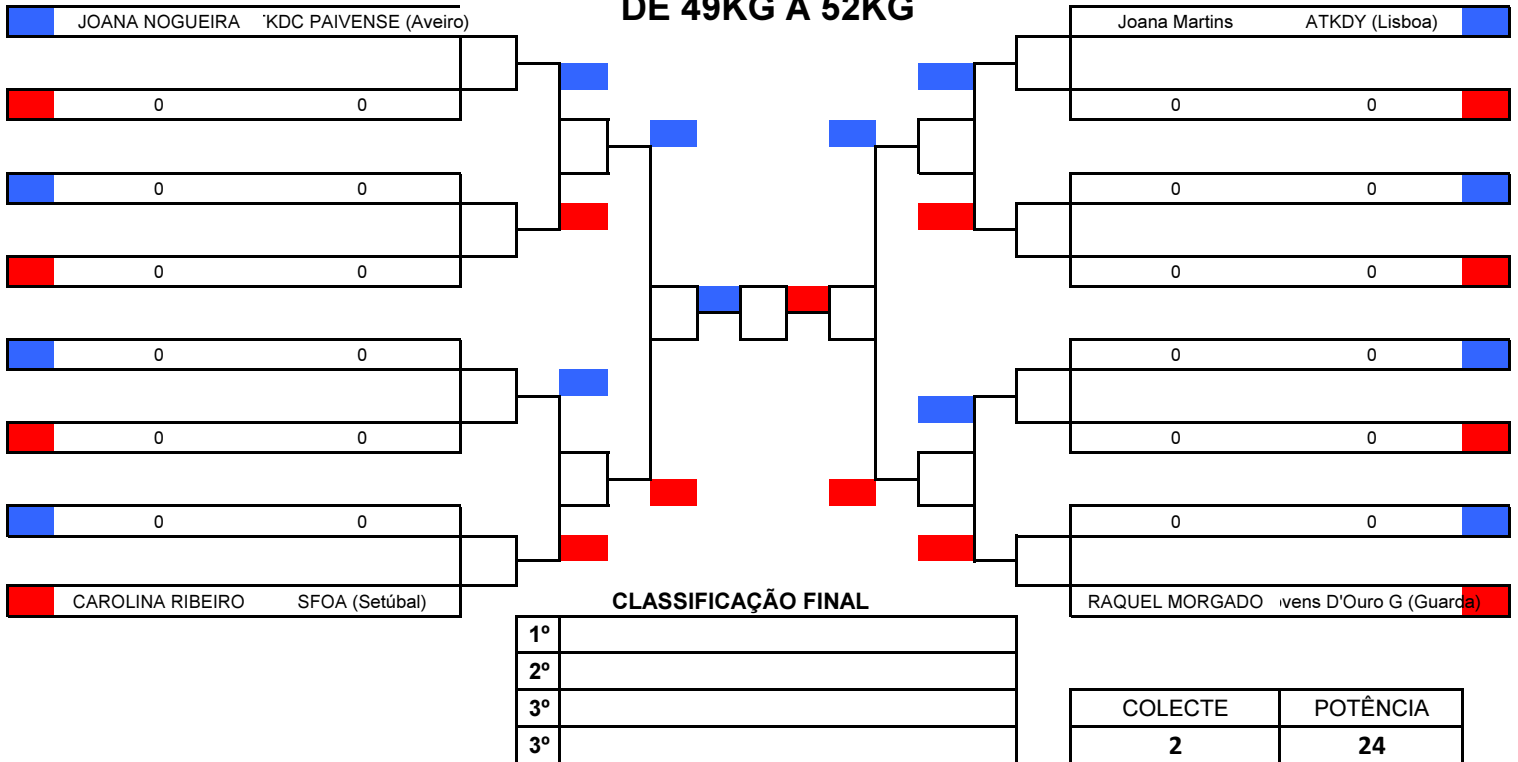 DE 49KG A 52KG
JOANA NOGUEIRA KDC PAIVENSE (Aveiro)
Joana Martins ATKDY (Lisboa)
0 0
0 0
0 0
0 0
0 0
0 0
0 0
0 0
0 0
0 0
0 0
0 0
CAROLINA RIBEIRO SFOA (Setúbal)
RAQUEL MORGADO vens D'Ouro G (Guarda)
CLASSIFICAÇÃO FINAL
1º
2º
3º
3º
COLECTE POTÊNCIA
2 24